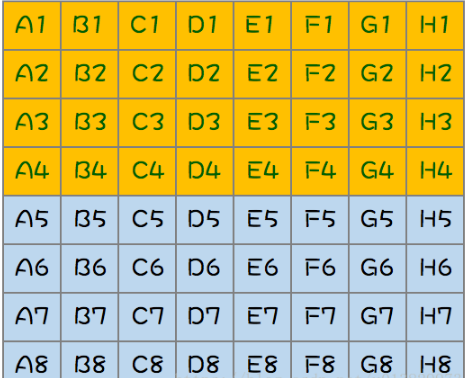 A1 B1 C1 D1 E1 F1 G1 H1
A2 B2 C2 D2 E2 F2 G2 H2
A3 B3 C3 D3 E3 F3 G3 H3
A4 B4 C4 D4 E4 F4 G4 H4
A5 B5 C5 D5 E5 F5 G5 H5
A6 B6 C6 D6 E6 F6 G6 H6
A7 B7 C7 D7 E7 F7 G7 H7
A8 B8 C8 D8 E8 F8 G8 H8